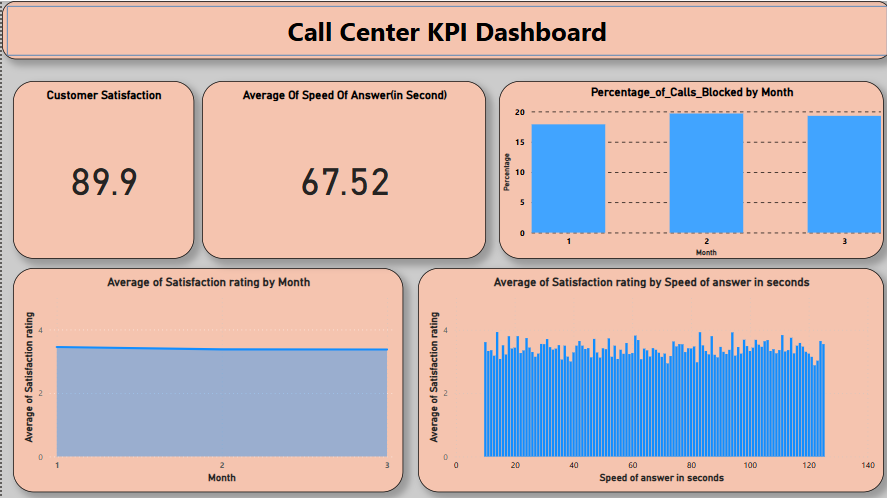 Call Center KPI Dashboard
Customer Satisfaction
89.9
Average Of Speed Of Answer(in Second)
67.52
Percentage_of_Calls_Blocked by Month
Percentage
20
15
10
5
0
1 2 3
Month
Average of Satisfaction rating by Month
Average of Satisfaction rating
4
2
0
1 2 3
Month
Average of Satisfaction rating by Speed of answer in seconds
Average of Satisfaction rating
4
2
0
0 20 40 60 80 100 120 140
Speed of answer in seconds